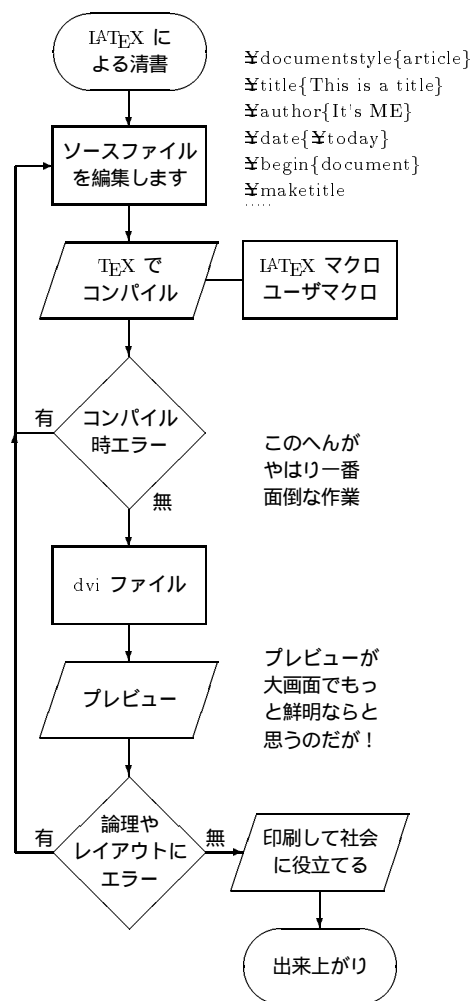 LATEX に
よる清書
¥documentstyle{article}
¥title{This is a title}
¥author{It's ME}
¥date{¥today}
¥begin{document}
¥maketitle
.....
ソースファイル
を編集します
TEX で
コンパイル
LATEX マクロ
ユーザマクロ
有
コンパイル
時エラー
無
このへんが
やはり一番
面倒な作業
dvi ファイル
プレビュー
プレビューが
大画面でもっ
と鮮明ならと
思うのだが！
有
論理や
レイアウトに
エラー
無
印刷して社会
に役立てる
出来上がり